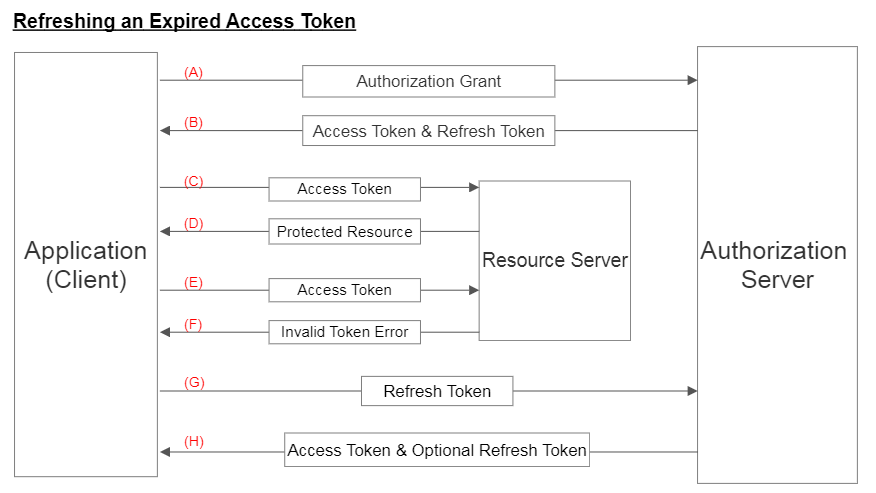 Refreshing an Expired Access Token
(A)
Authorization Grant
(B)
Access Token & Refresh Token
(C)
Access Token
(D)
Protected Resource
Application
(Client)
Resource Server
Authorization
Server
(E)
Access Token
(F)
Invalid Token Error
(G)
Refresh Token
(H)
Access Token & Optional Refresh Token